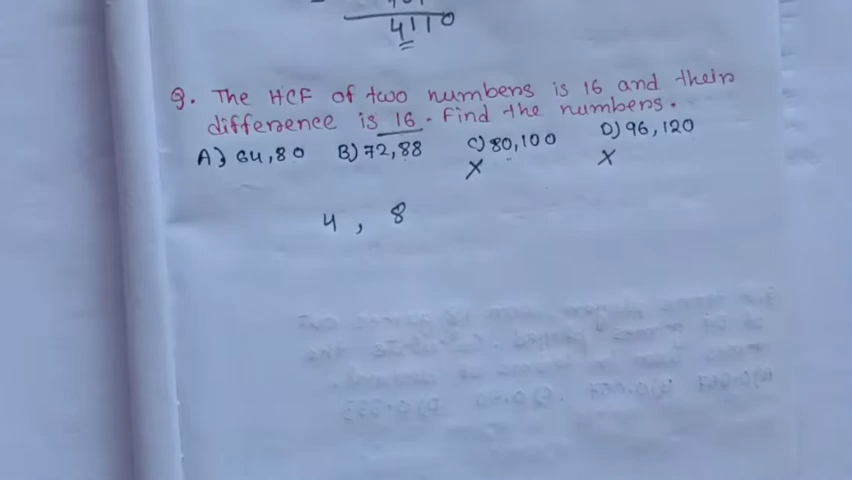 4110
Q. The HCF of two numbers is 16 and their
difference is 16. Find the numbers.
A) 64,80 B) 72,88 C) 80,100 D) 96,120
X X
4, 8